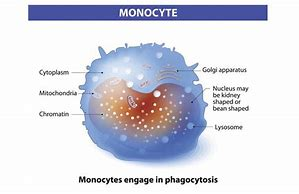 MONOCYTE
Cytoplasm
Mitochondria
Chromatin
Golgi apparatus
Nucleus may be
kidney
shaped or
bean shaped
Lysosome
Monocytes engage in phagocytosis